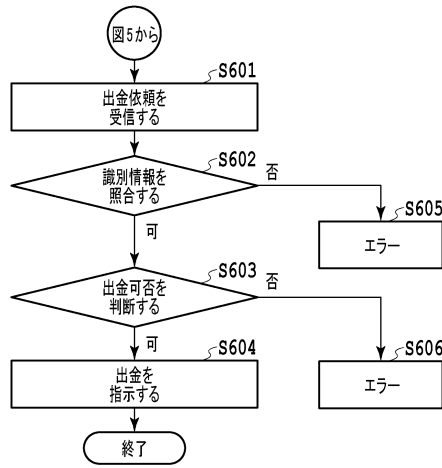 図5から
S601
出金依頼を
受信する
S602
識別情報を
照合する
否
S605
エラー
可
S603
出金可否を
判断する
否
S606
エラー
可
S604
出金を
指示する
終了